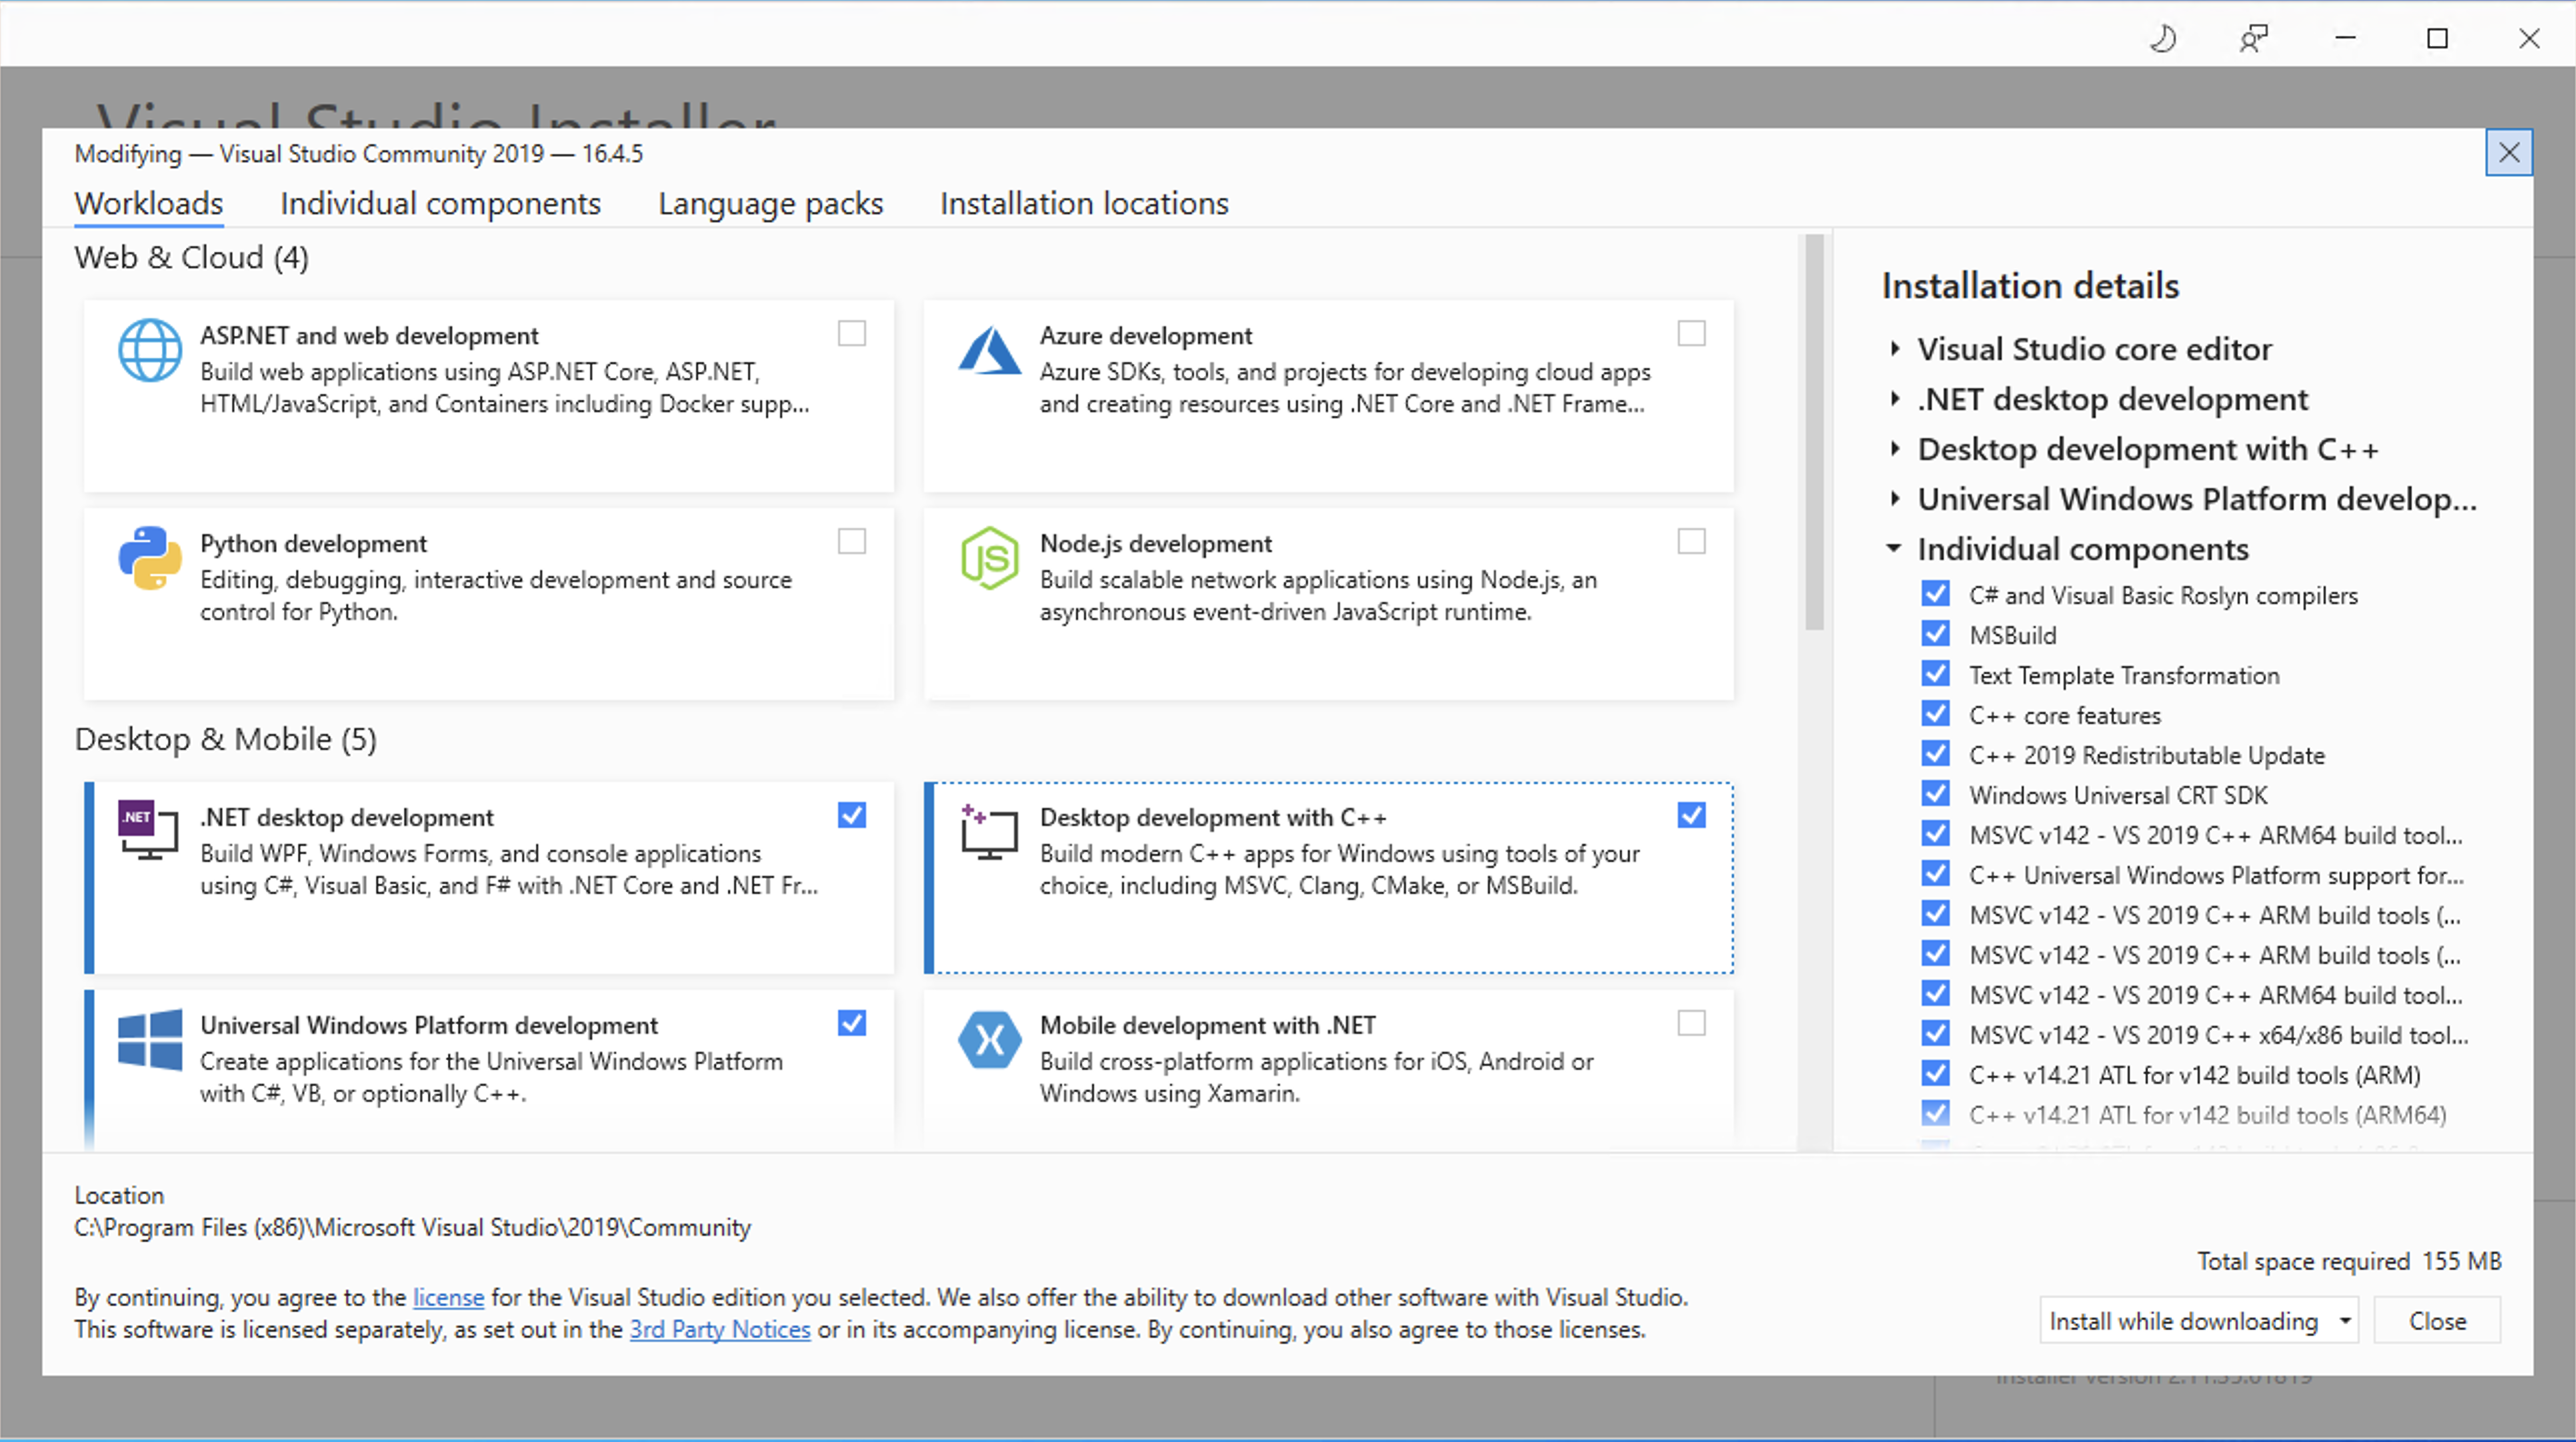 Visual Studio Installer
Modifying — Visual Studio Community 2019 — 16.4.5
Workloads
Individual components
Language packs
Installation locations
Web & Cloud (4)
ASP.NET and web development
Build web applications using ASP.NET Core, ASP.NET,
HTML/JavaScript, and Containers including Docker supp...
Azure development
Azure SDKs, tools, and projects for developing cloud apps
and creating resources using .NET Core and .NET Frame...
Python development
Editing, debugging, interactive development and source
control for Python.
JS
Node.js development
Build scalable network applications using Node.js, an
asynchronous event-driven JavaScript runtime.
Desktop & Mobile (5)
.NET
.NET desktop development
Build WPF, Windows Forms, and console applications
using C#, Visual Basic, and F# with .NET Core and .NET Fr...
Desktop development with C++
Build modern C++ apps for Windows using tools of your
choice, including MSVC, Clang, CMake, or MSBuild.
Universal Windows Platform development
Create applications for the Universal Windows Platform
with C#, VB, or optionally C++.
Mobile development with .NET
Build cross-platform applications for iOS, Android or
Windows using Xamarin.
Installation details
Visual Studio core editor
.NET desktop development
Desktop development with C++
Universal Windows Platform develop...
Individual components
C# and Visual Basic Roslyn compilers
MSBuild
Text Template Transformation
C++ core features
C++ 2019 Redistributable Update
Windows Universal CRT SDK
MSVC v142 - VS 2019 C++ ARM64 build tool...
C++ Universal Windows Platform support for...
MSVC v142 - VS 2019 C++ ARM build tools (...
MSVC v142 - VS 2019 C++ ARM build tools (...
MSVC v142 - VS 2019 C++ ARM64 build tool...
MSVC v142 - VS 2019 C++ x64/x86 build tool...
C++ v14.21 ATL for v142 build tools (ARM)
C++ v14.21 ATL for v142 build tools (ARM64)
Location
C:\Program Files (x86)\Microsoft Visual Studio\2019\Community
By continuing, you agree to the license for the Visual Studio edition you selected. We also offer the ability to download other software with Visual Studio.
This software is licensed separately, as set out in the 3rd Party Notices or in its accompanying license. By continuing, you also agree to those licenses.
Total space required 155 MB
Install while downloading
Close
Installer version